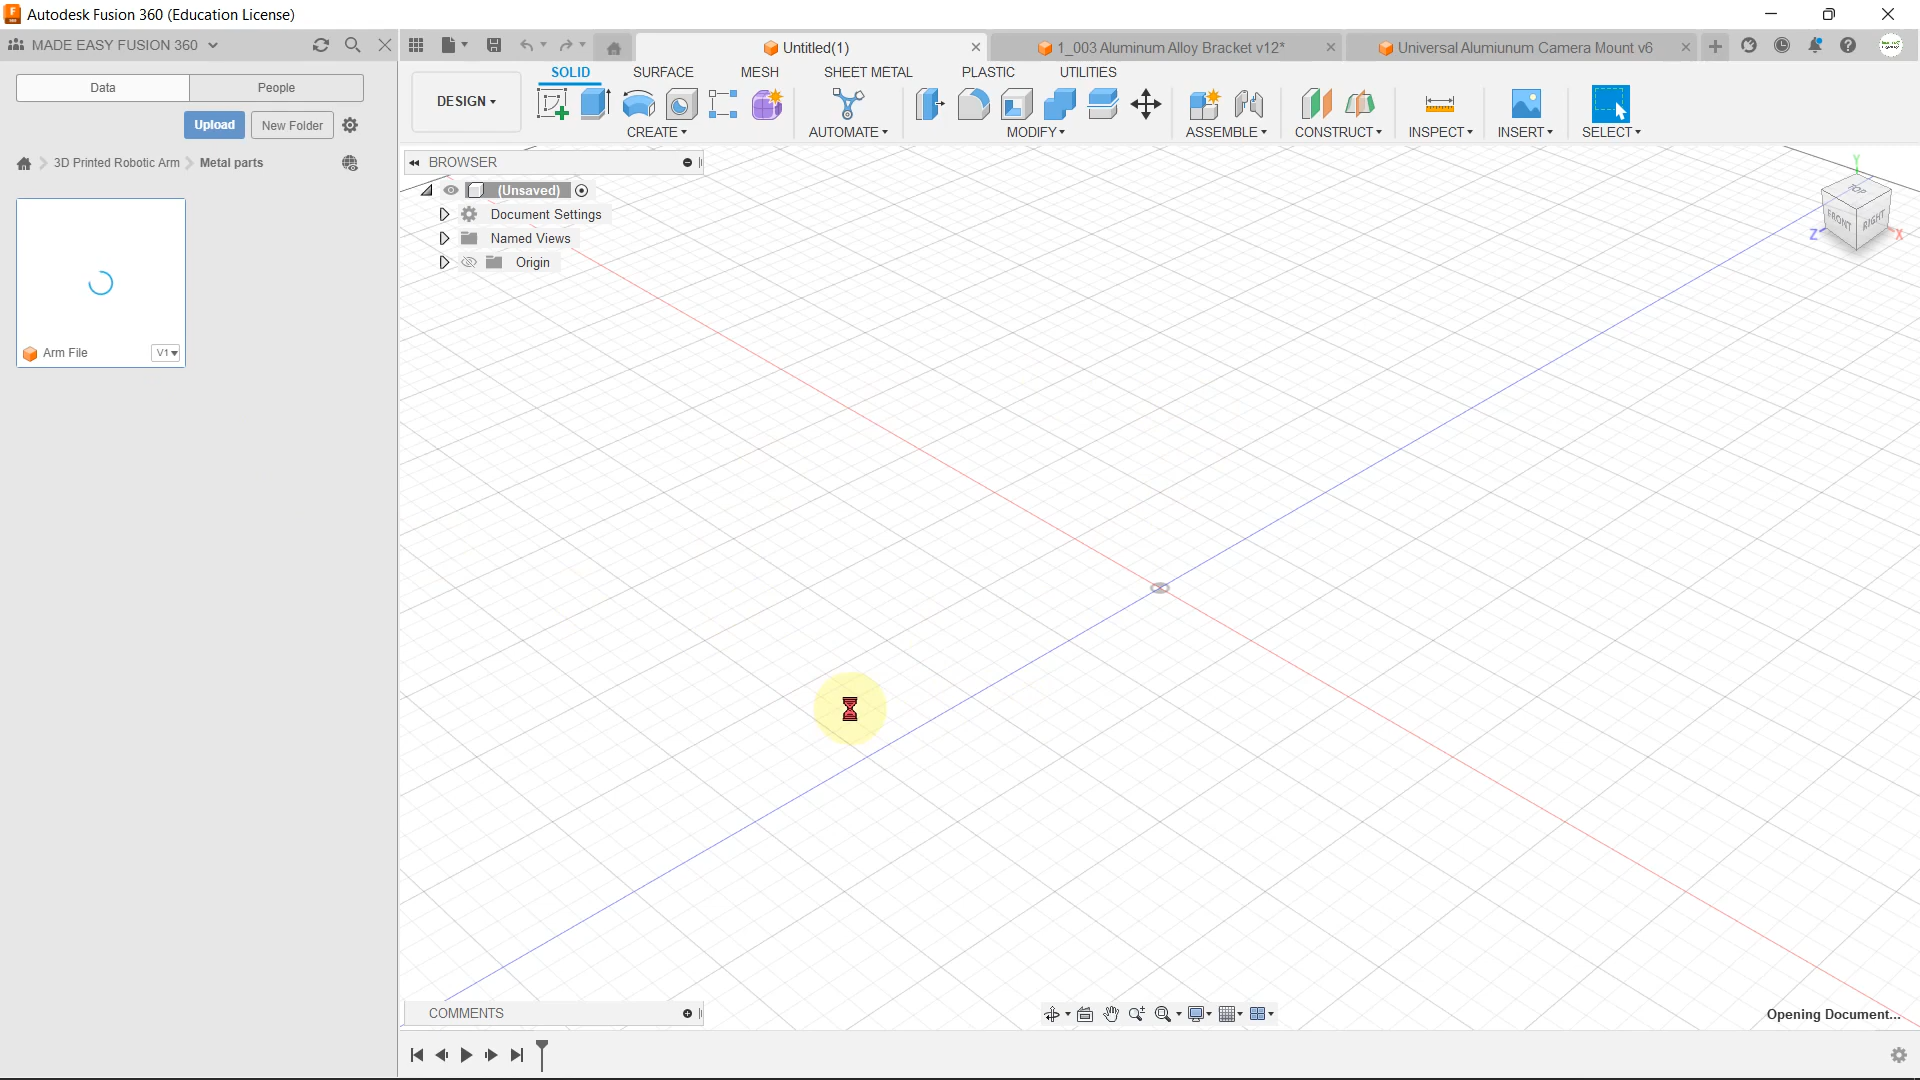 Autodesk Fusion 360 (Education License)
MADE EASY FUSION 360
Untitled(1)
1_003 Aluminum Alloy Bracket v12*
Universal Alumiunum Camera Mount v6
Data
People
SOLID
SURFACE
MESH
SHEET METAL
PLASTIC
UTILITIES
DESIGN
Upload
New Folder
CREATE
AUTOMATE
MODIFY
ASSEMBLE
CONSTRUCT
INSPECT
INSERT
SELECT
3D Printed Robotic Arm
Metal parts
BROWSER
(Unsaved)
Document Settings
Named Views
Origin
TOP
FRONT
RIGHT
Y
Z
X
Arm File
V1
COMMENTS
Opening Document...